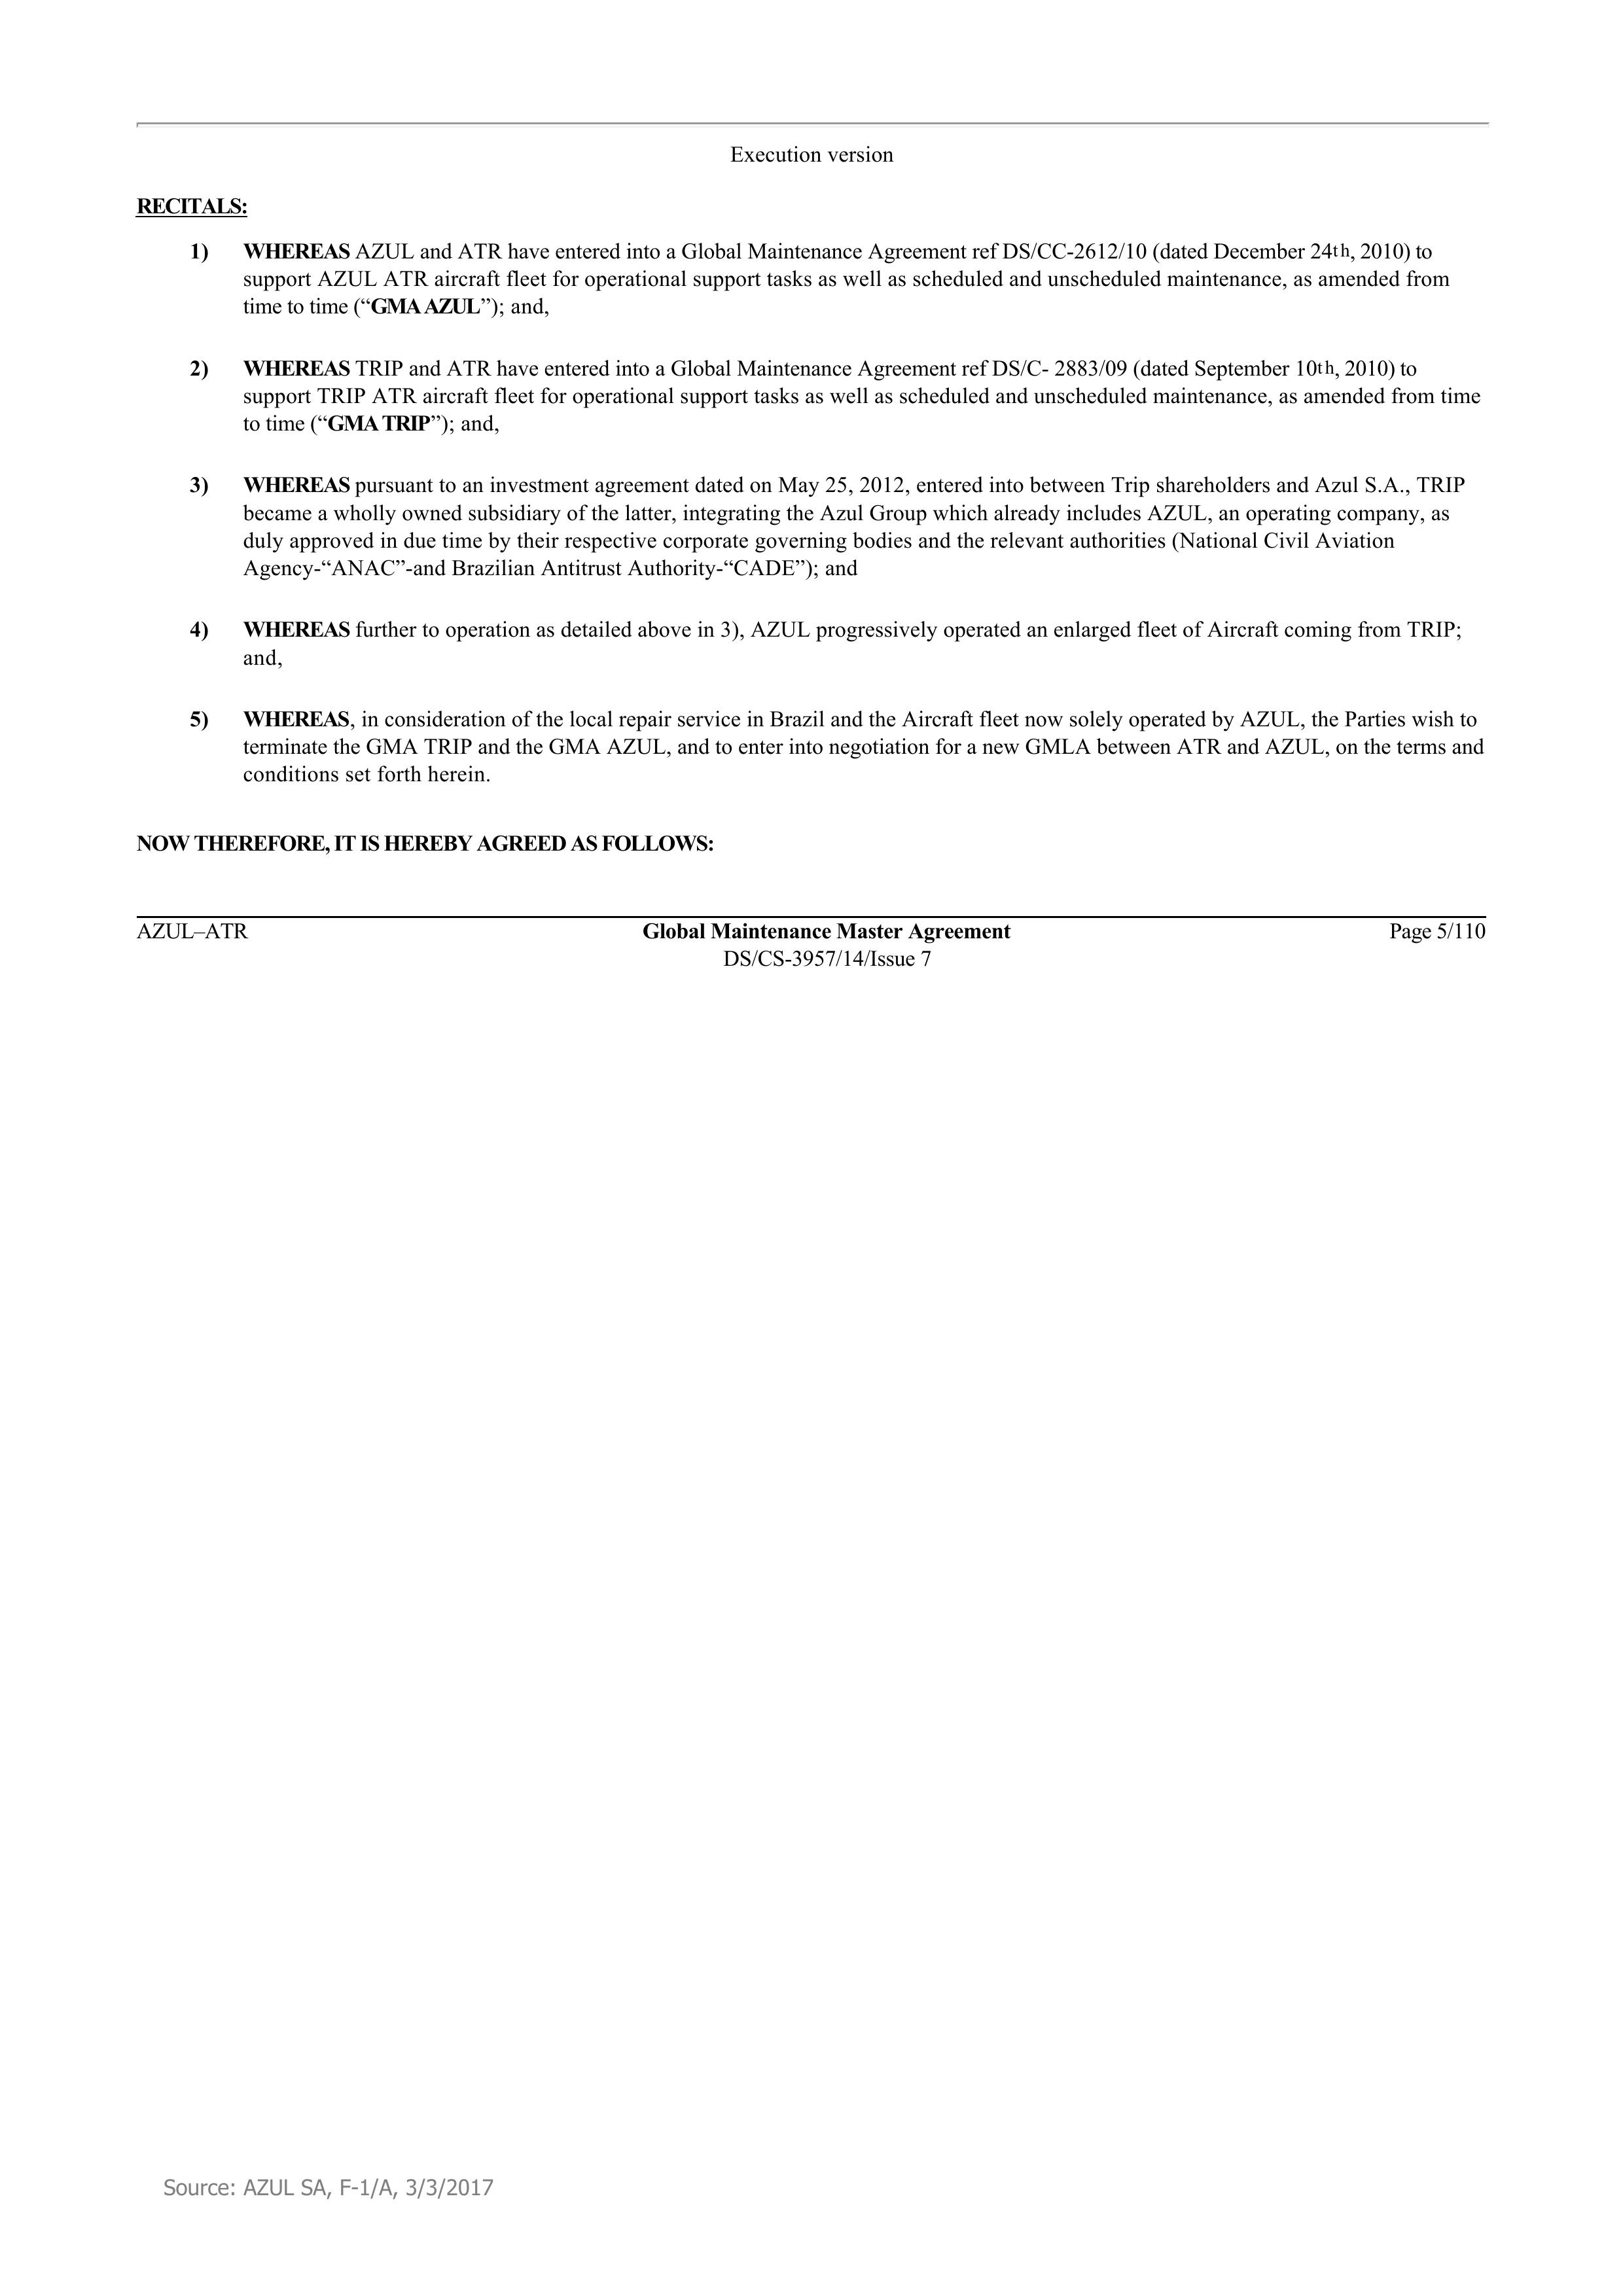 Execution version
RECITALS:
1) WHEREAS AZUL and ATR have entered into a Global Maintenance Agreement ref DS/CC-2612/10 (dated December 24th, 2010) to
support AZUL ATR aircraft fleet for operational support tasks as well as scheduled and unscheduled maintenance, as amended from
time to time (“GMA AZUL”); and,
2) WHEREAS TRIP and ATR have entered into a Global Maintenance Agreement ref DS/C- 2883/09 (dated September 10th, 2010) to
support TRIP ATR aircraft fleet for operational support tasks as well as scheduled and unscheduled maintenance, as amended from time
to time (“GMA TRIP”); and,
3) WHEREAS pursuant to an investment agreement dated on May 25, 2012, entered into between Trip shareholders and Azul S.A., TRIP
became a wholly owned subsidiary of the latter, integrating the Azul Group which already includes AZUL, an operating company, as
duly approved in due time by their respective corporate governing bodies and the relevant authorities (National Civil Aviation
Agency-“ANAC”-and Brazilian Antitrust Authority-“CADE”); and
4) WHEREAS further to operation as detailed above in 3), AZUL progressively operated an enlarged fleet of Aircraft coming from TRIP;
and,
5) WHEREAS, in consideration of the local repair service in Brazil and the Aircraft fleet now solely operated by AZUL, the Parties wish to
terminate the GMA TRIP and the GMA AZUL, and to enter into negotiation for a new GMLA between ATR and AZUL, on the terms and
conditions set forth herein.
NOW THEREFORE, IT IS HEREBY AGREED AS FOLLOWS:
AZUL–ATR Global Maintenance Master Agreement Page 5/110
DS/CS-3957/14/Issue 7
Source: AZUL SA, F-1/A, 3/3/2017